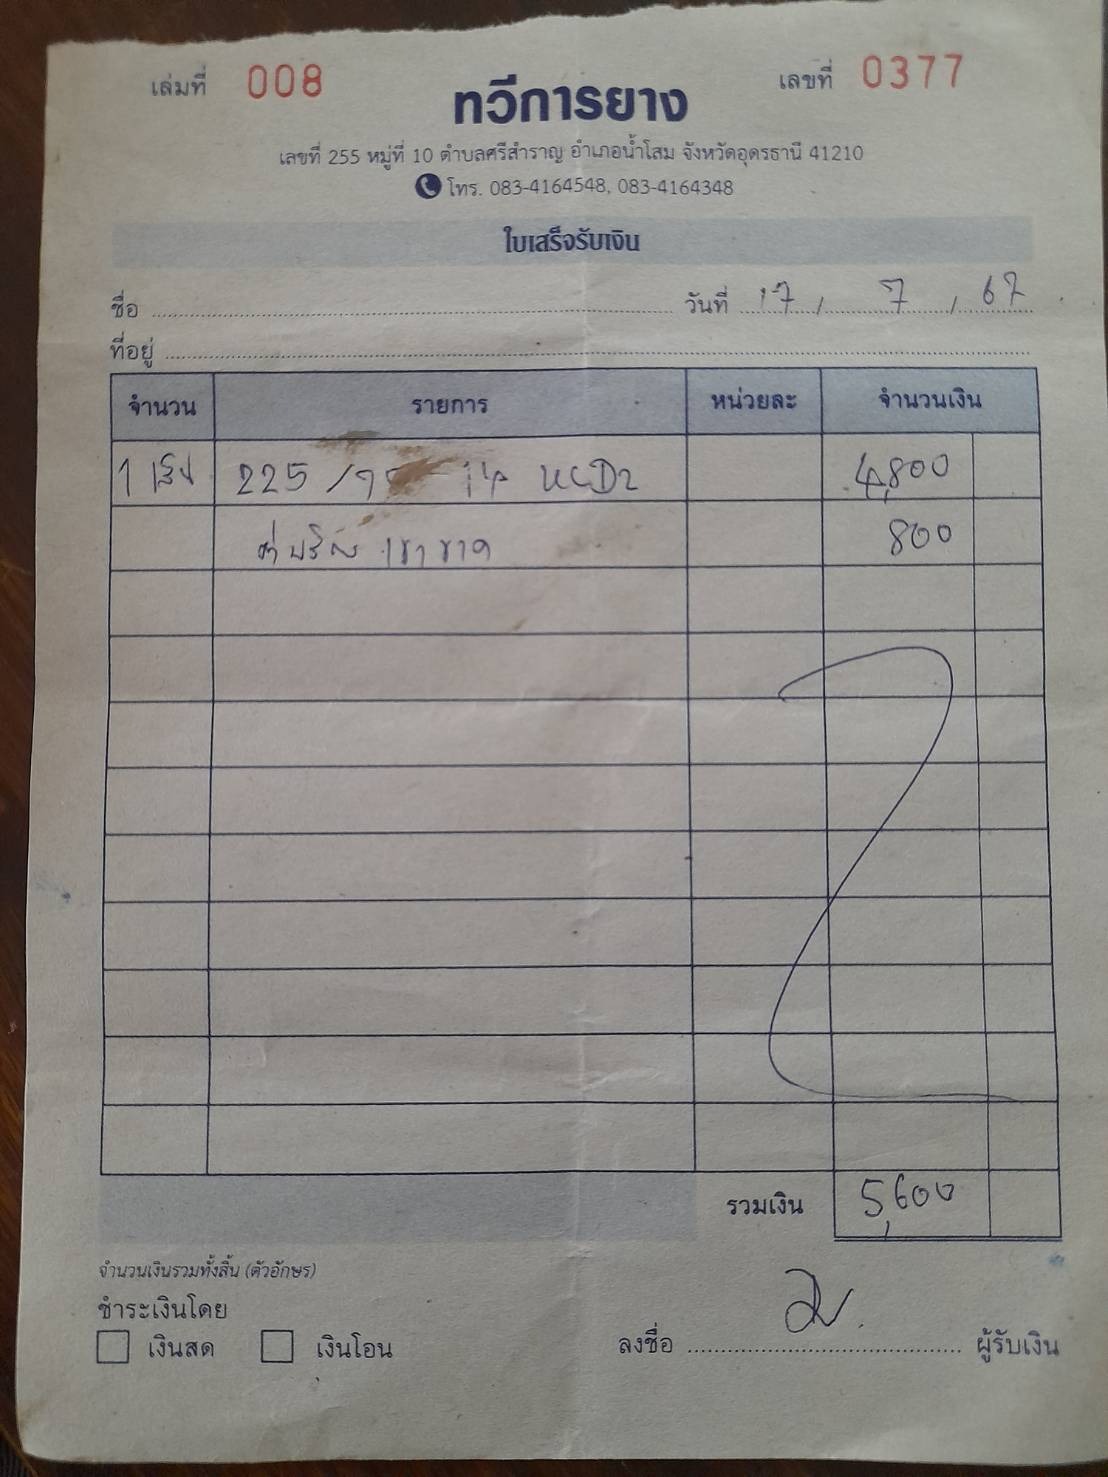 เล่มที่ 008
เลขที่ 0377
ทวีการยาง
เลขที่ 255 หมู่ที่ 10 ตำบลศรีสำราญ อำเภอน้ำโสม จังหวัดอุดรธานี 41210
โทร. 083-4164548, 083-4164348
ใบเสร็จรับเงิน
ชื่อ วันที่ 17 / 7 / 67
ที่อยู่
จำนวน รายการ หน่วยละ จำนวนเงิน
1 225 / 14 4,800
800
รวมเงิน 5,600
จำนวนเงินรวมทั้งสิ้น (ตัวอักษร)
ชำระเงินโดย
เงินสด เงินโอน ลงชื่อ ผู้รับเงิน